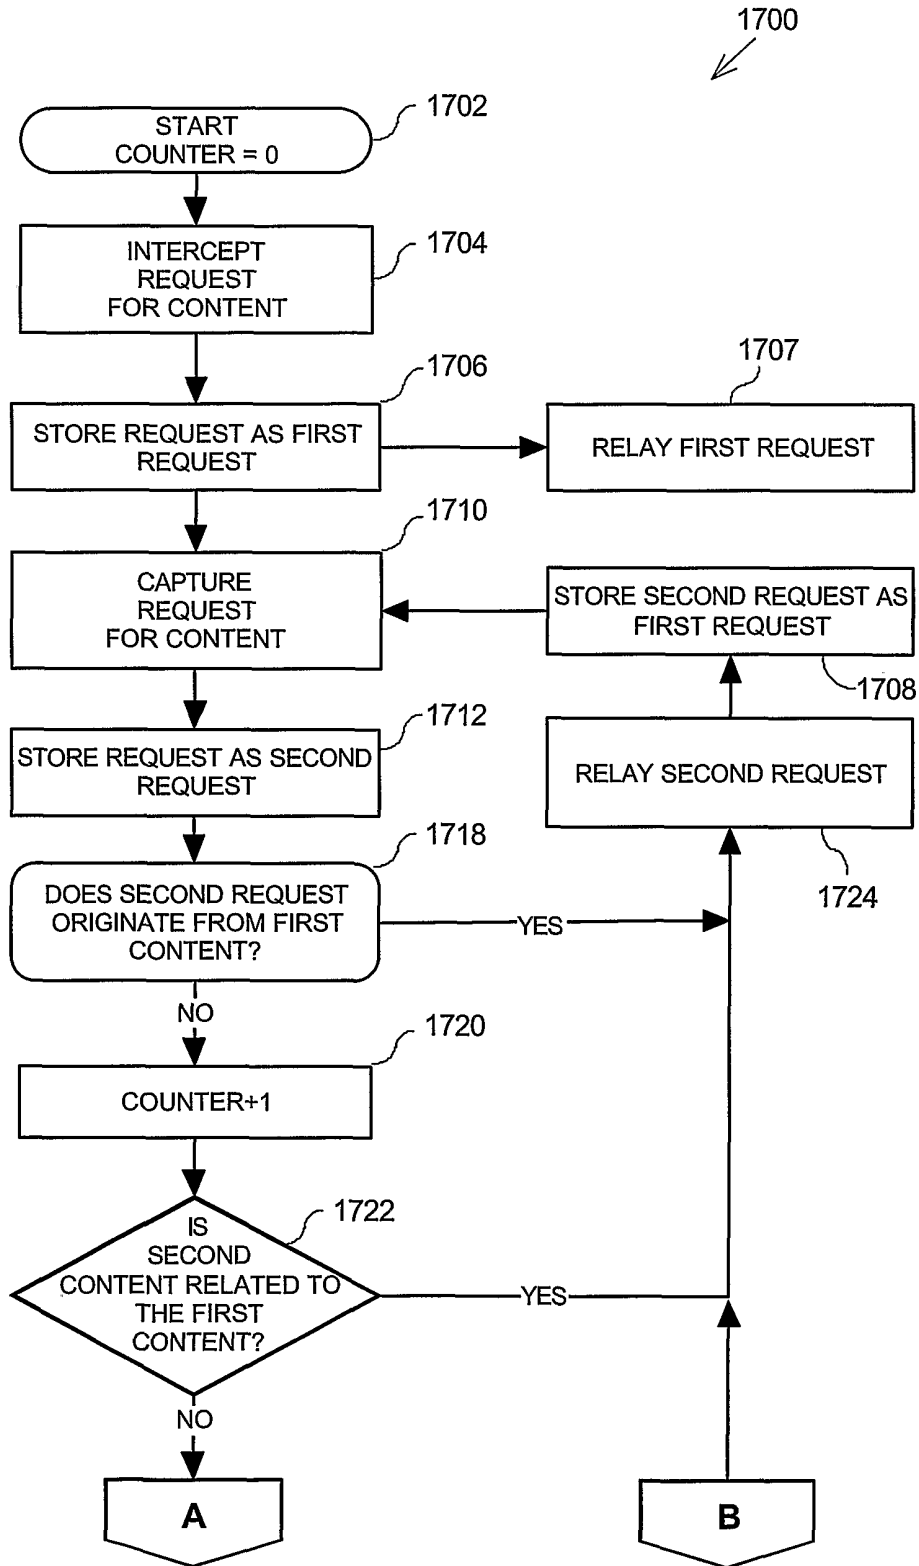 1700
START
COUNTER = 0
1702
INTERCEPT
REQUEST
FOR CONTENT
1704
STORE REQUEST AS FIRST
REQUEST
1706
RELAY FIRST REQUEST
1707
CAPTURE
REQUEST
FOR CONTENT
1710
STORE SECOND REQUEST AS
FIRST REQUEST
1708
STORE REQUEST AS SECOND
REQUEST
1712
RELAY SECOND REQUEST
1724
DOES SECOND REQUEST
ORIGINATE FROM FIRST
CONTENT?
1718
YES
NO
COUNTER+1
1720
IS
SECOND
CONTENT RELATED TO
THE FIRST
CONTENT?
1722
YES
NO
A
B